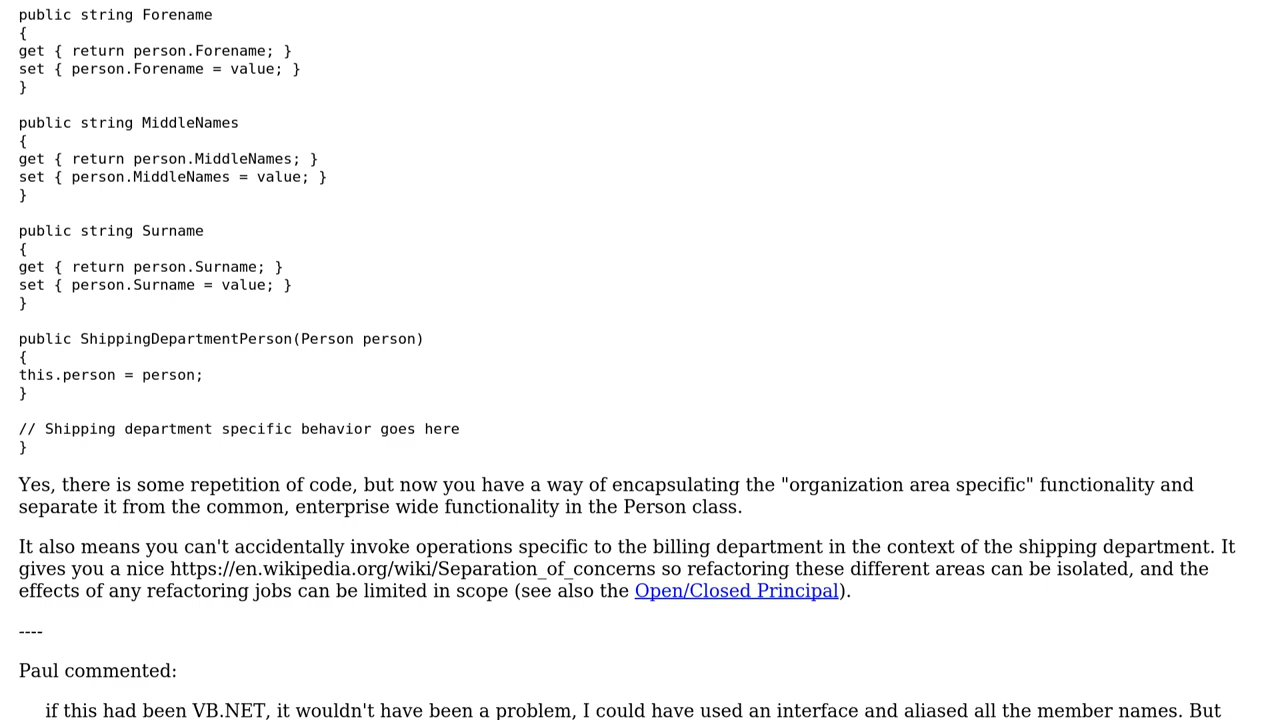 public string Forename
{
get { return person.Forename; }
set { person.Forename = value; }
}
public string MiddleNames
{
get { return person.MiddleNames; }
set { person.MiddleNames = value; }
}
public string Surname
{
get { return person.Surname; }
set { person.Surname = value; }
}
public ShippingDepartmentPerson(Person person)
{
this.person = person;
}
// Shipping department specific behavior goes here
}
Yes, there is some repetition of code, but now you have a way of encapsulating the "organization area specific" functionality and
separate it from the common, enterprise wide functionality in the Person class.
It also means you can't accidentally invoke operations specific to the billing department in the context of the shipping department. It
gives you a nice https://en.wikipedia.org/wiki/Separation_of_concerns so refactoring these different areas can be isolated, and the
effects of any refactoring jobs can be limited in scope (see also the Open/Closed Principal).
----
Paul commented:
if this had been VB.NET, it wouldn't have been a problem, I could have used an interface and aliased all the member names. But